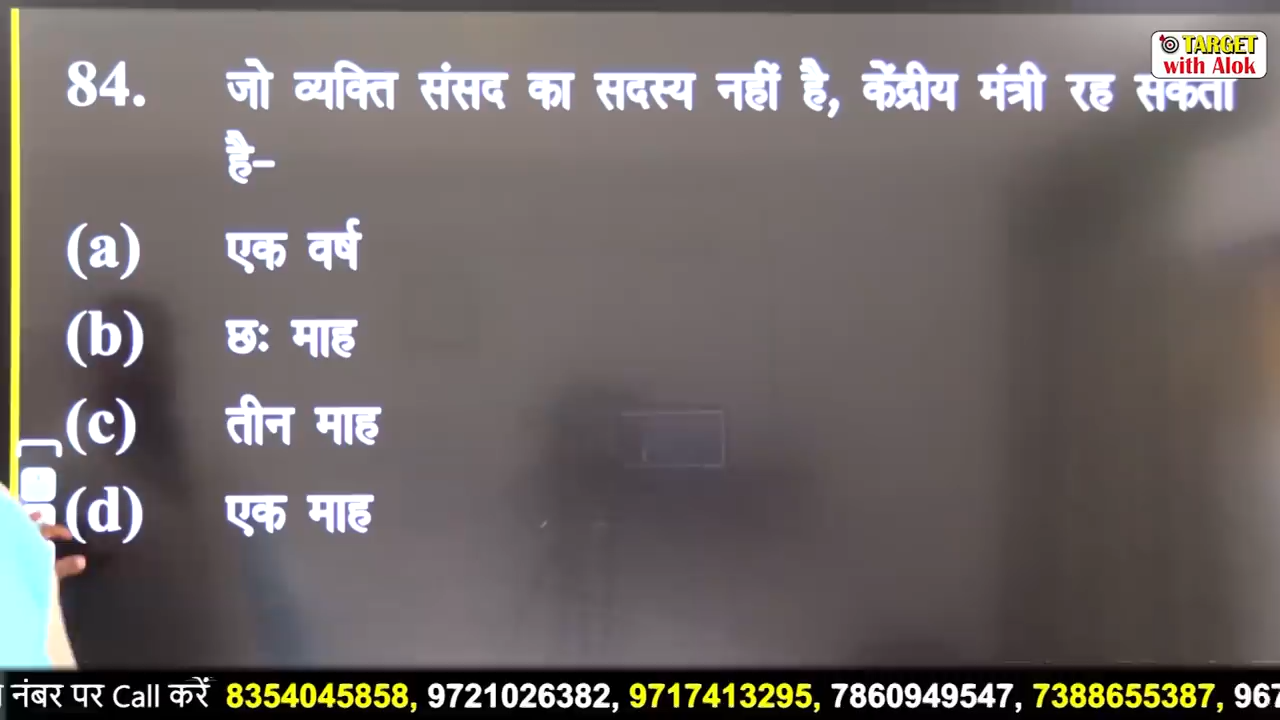 TARGET
with Alok
84. जो व्यक्ति संसद का सदस्य नहीं है, केंद्रीय मंत्री रह सकता
है–
(a) एक वर्ष
(b) छः माह
(c) तीन माह
(d) एक माह
नंबर पर Call करें 8354045858, 9721026382, 9717413295, 7860949547, 7388655387, 967